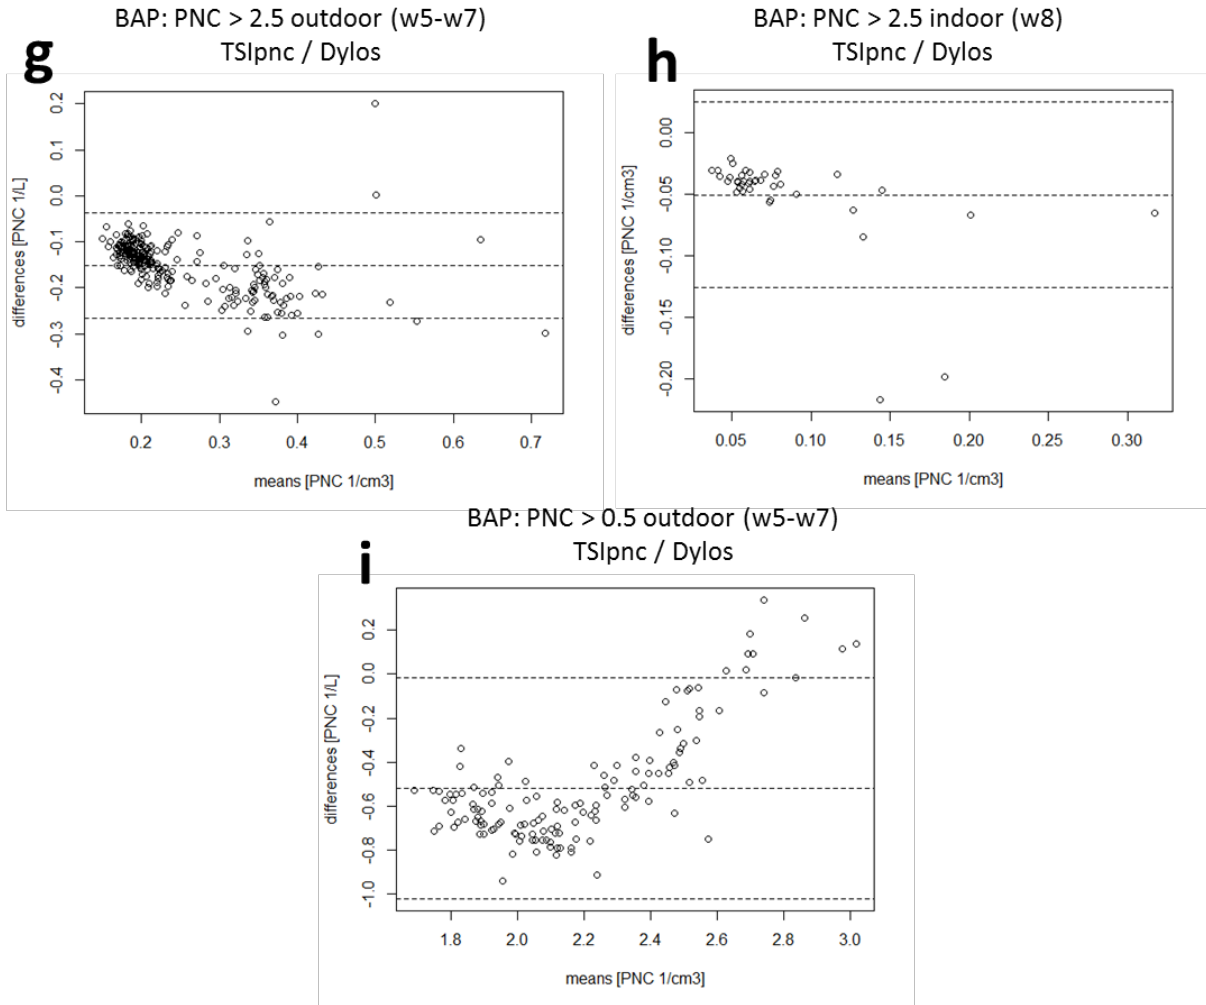 BAP: PNC > 2.5 outdoor (w5-w7)
TSIpnc / Dylos
g
differences [PNC 1/L]
0.2
0.1
0.0
-0.1
-0.2
-0.3
-0.4
0.2 0.3 0.4 0.5 0.6 0.7
means [PNC 1/cm3]
BAP: PNC > 2.5 indoor (w8)
TSIpnc / Dylos
h
differences [PNC 1/cm3]
0.00
-0.05
-0.10
-0.15
-0.20
0.05 0.10 0.15 0.20 0.25 0.30
means [PNC 1/cm3]
BAP: PNC > 0.5 outdoor (w5-w7)
TSIpnc / Dylos
i
differences [PNC 1/L]
0.2
0.0
-0.2
-0.4
-0.6
-0.8
-1.0
1.8 2.0 2.2 2.4 2.6 2.8 3.0
means [PNC 1/cm3]